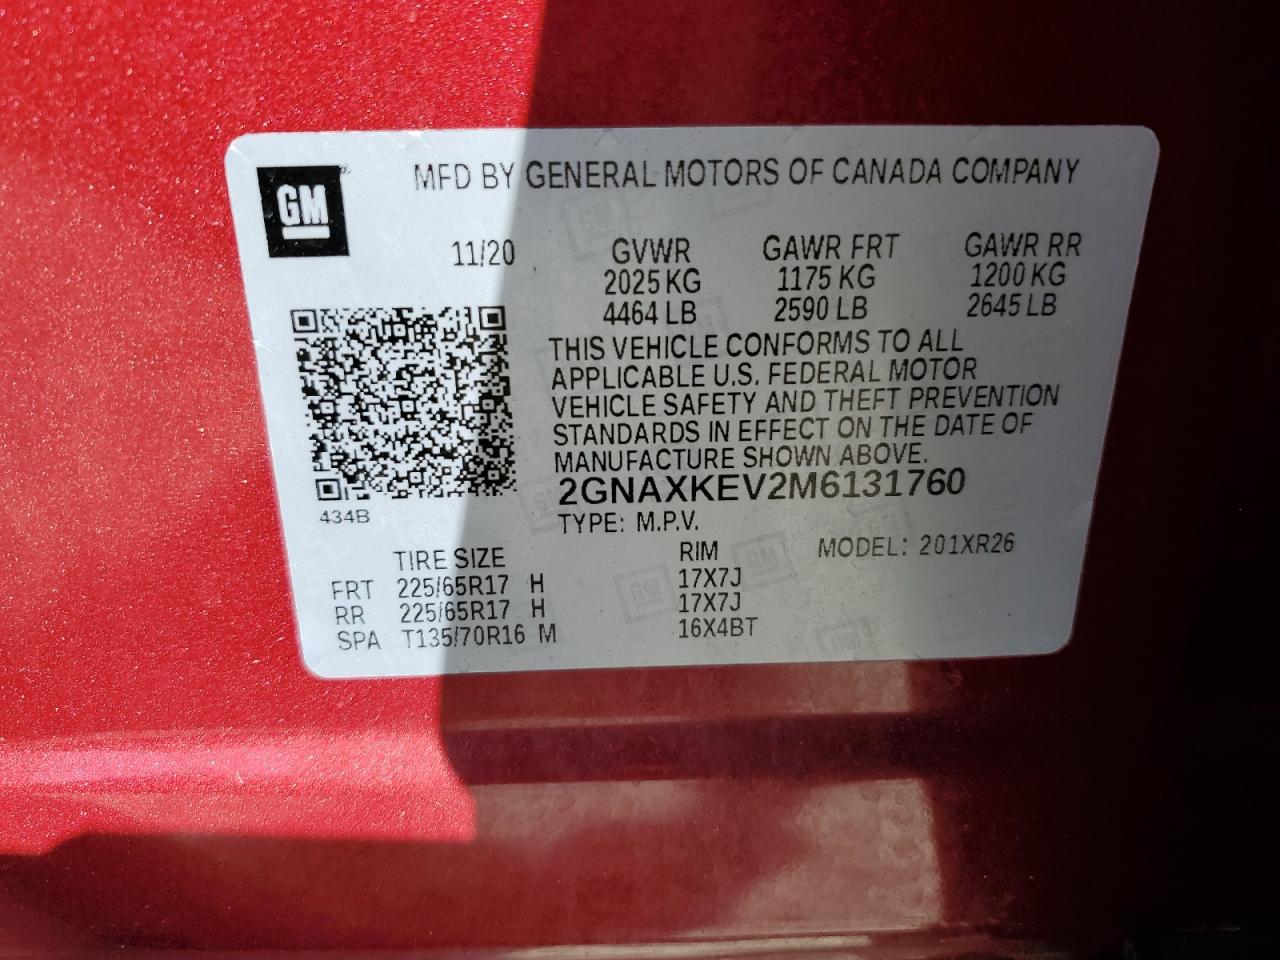 GM
MFD BY GENERAL MOTORS OF CANADA COMPANY
11/20 GVWR GAWR FRT GAWR RR
2025 KG 1175 KG 1200 KG
4464 LB 2590 LB 2645 LB
THIS VEHICLE CONFORMS TO ALL
APPLICABLE U.S. FEDERAL MOTOR
VEHICLE SAFETY AND THEFT PREVENTION
STANDARDS IN EFFECT ON THE DATE OF
MANUFACTURE SHOWN ABOVE.
2GNAXKEV2M6131760
434B
TYPE: M.P.V.
MODEL: 201XR26
TIRE SIZE RIM
FRT 225/65R17 H 17X7J
RR 225/65R17 H 17X7J
SPA T135/70R16 M 16X4BT